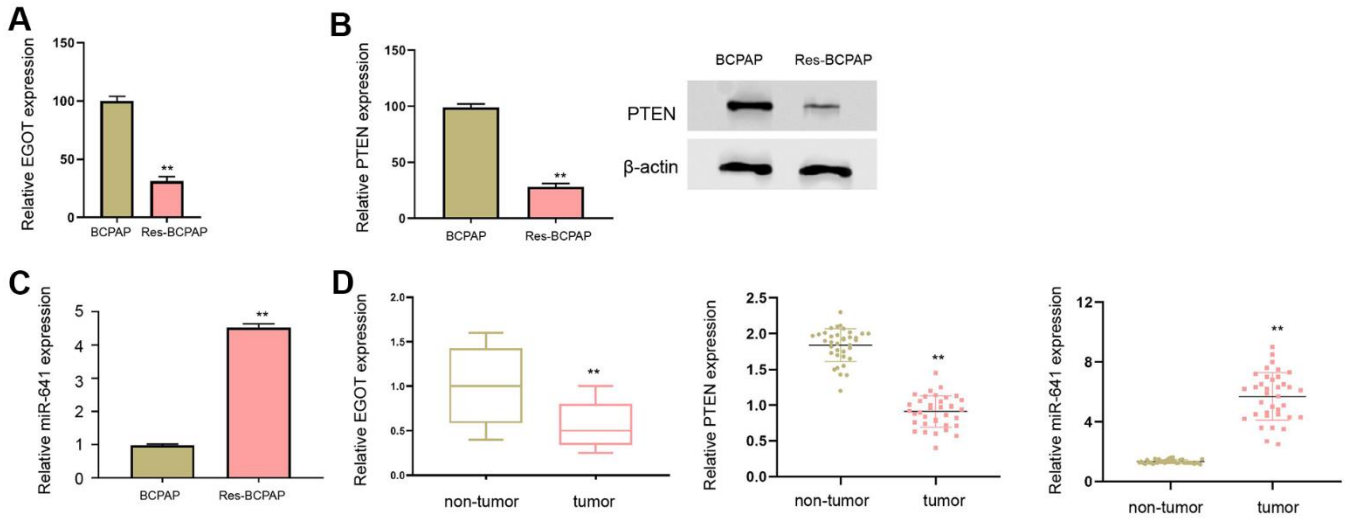 A
Relative EGOT expression
150
100
50
0
**
BCPAP Res-BCPAP
B
Relative PTEN expression
150
100
50
0
**
BCPAP Res-BCPAP
BCPAP Res-BCPAP
PTEN
β-actin
C
Relative miR-641 expression
5
4
3
2
1
0
**
BCPAP Res-BCPAP
D
Relative EGOT expression
2.0
1.5
1.0
0.5
0.0
**
non-tumor tumor
Relative PTEN expression
2.5
2.0
1.5
1.0
0.5
0.0
**
non-tumor tumor
Relative miR-641 expression
12
8
4
0
**
non-tumor tumor